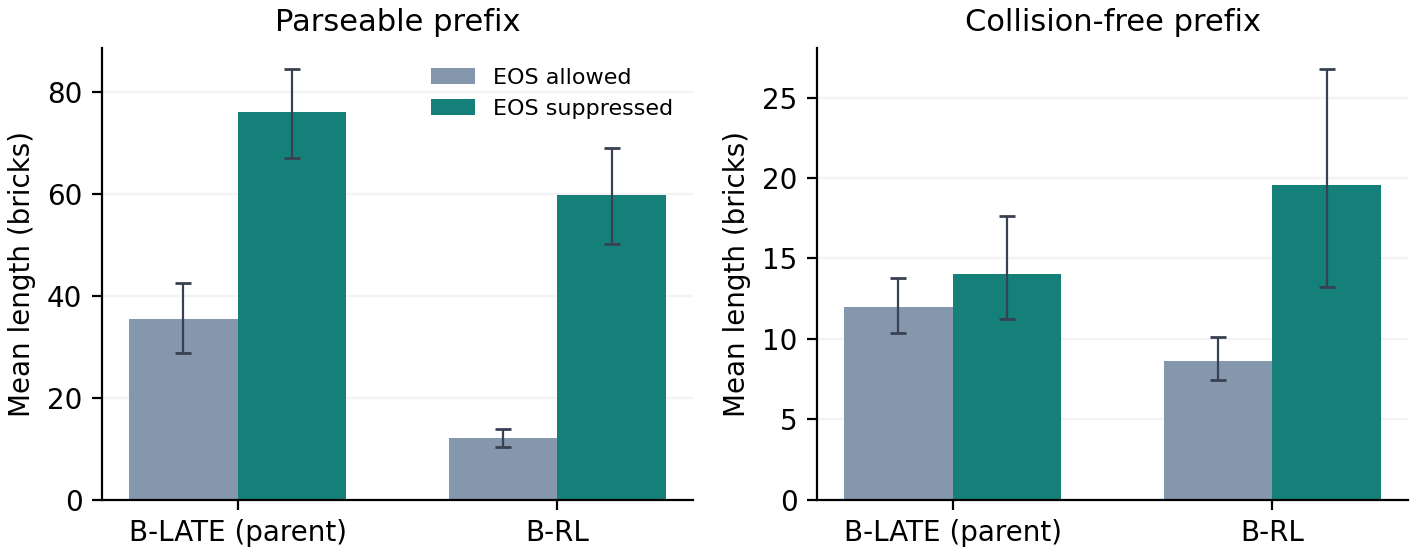 Parseable prefix
Mean length (bricks)
80
60
40
20
0
EOS allowed
EOS suppressed
B-LATE (parent)
B-RL
Collision-free prefix
Mean length (bricks)
25
20
15
10
5
0
B-LATE (parent)
B-RL